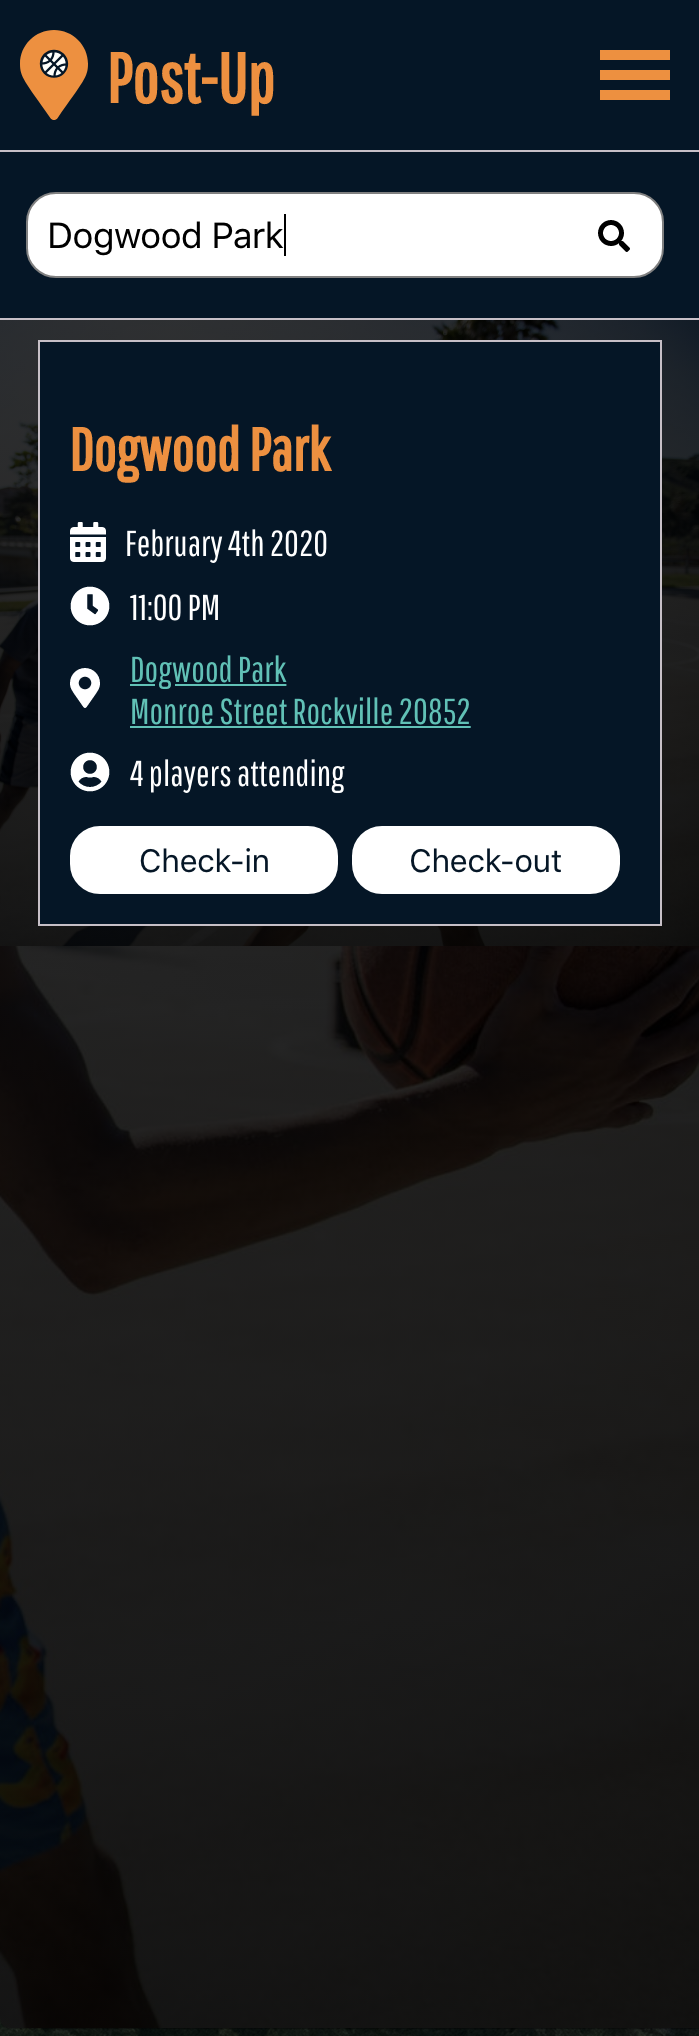 Post-Up
Dogwood Park
Dogwood Park
February 4th 2020
11:00 PM
Dogwood Park
Monroe Street Rockville 20852
4 players attending
Check-in Check-out